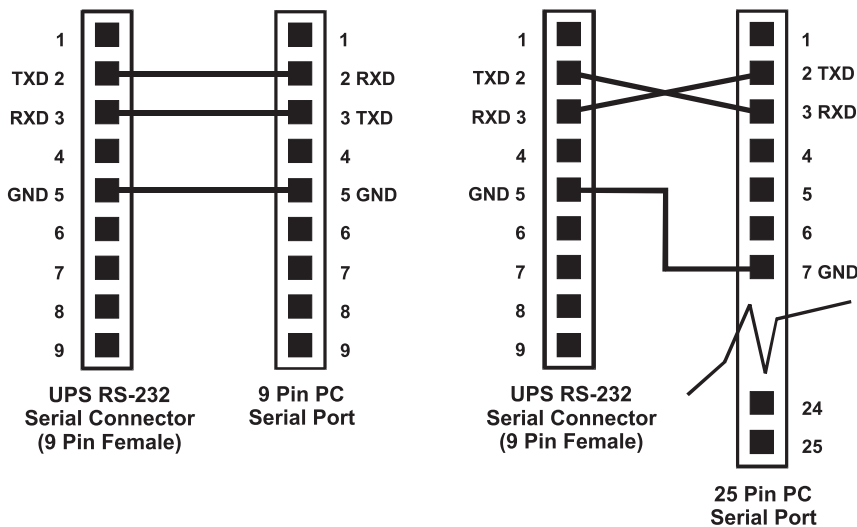 1 1
TXD 2 2 RXD
RXD 3 3 TXD
4 4
GND 5 5 GND
6 6
7 7
8 8
9 9
UPS RS-232
Serial Connector
(9 Pin Female)
9 Pin PC
Serial Port
1 1
TXD 2 2 TXD
RXD 3 3 RXD
4 4
GND 5 5
6 6
7 7 GND
8
9
24
25
UPS RS-232
Serial Connector
(9 Pin Female)
25 Pin PC
Serial Port